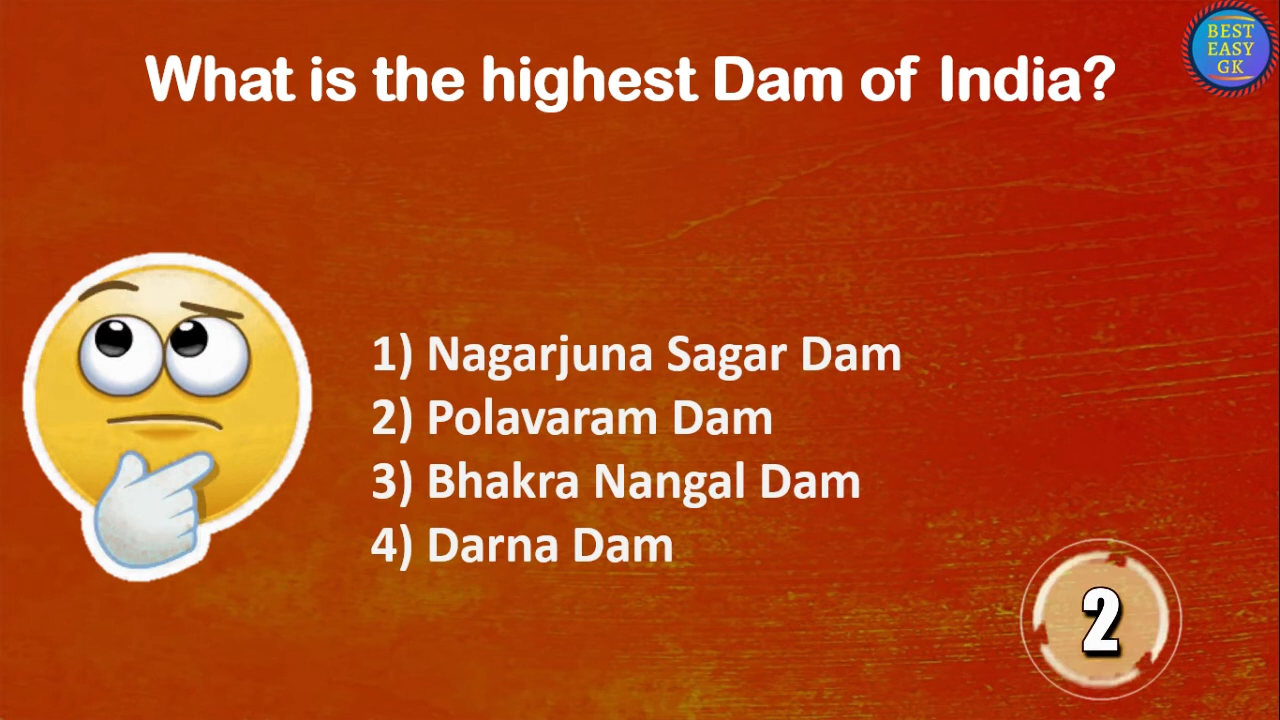 What is the highest Dam of India?
BEST
EASY
GK
1) Nagarjuna Sagar Dam
2) Polavaram Dam
3) Bhakra Nangal Dam
4) Darna Dam
2